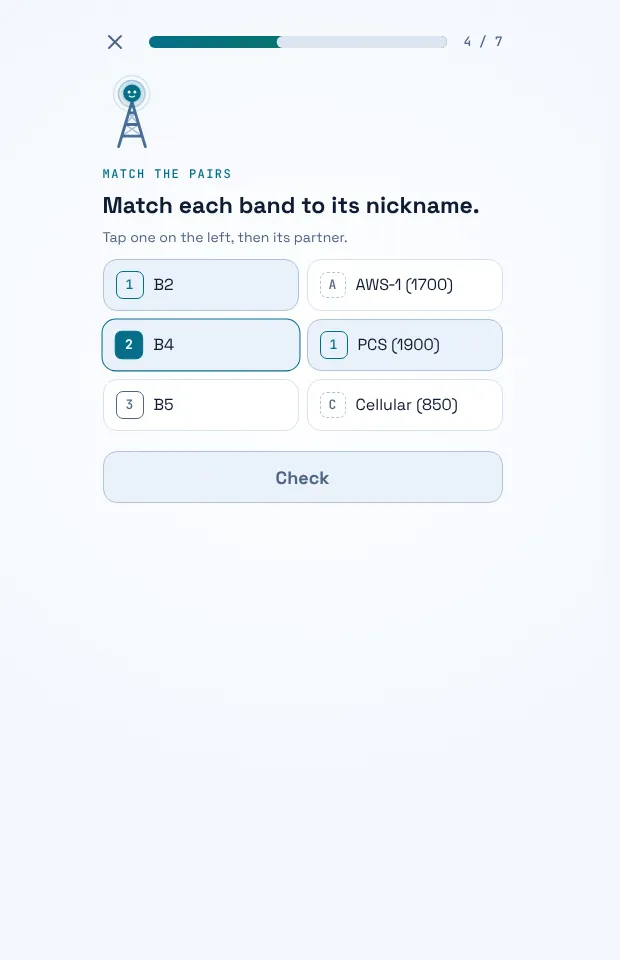 4 / 7
MATCH THE PAIRS
Match each band to its nickname.
Tap one on the left, then its partner.
1 B2
A AWS-1 (1700)
2 B4
1 PCS (1900)
3 B5
C Cellular (850)
Check